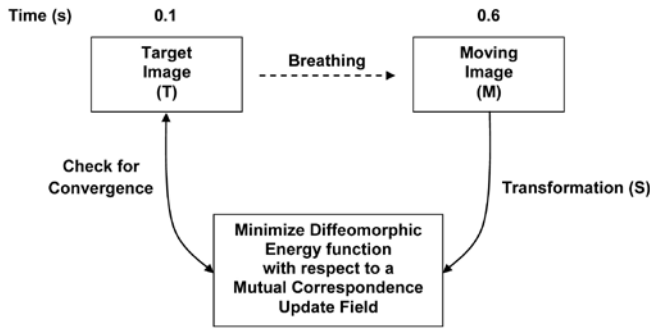 Time (s) 0.1 0.6
Target
Image
(T)
Breathing
Moving
Image
(M)
Check for
Convergence
Transformation (S)
Minimize Diffeomorphic
Energy function
with respect to a
Mutual Correspondence
Update Field